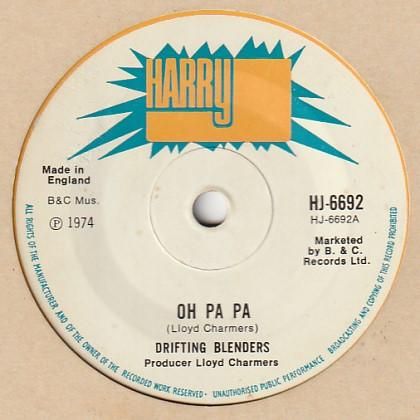 HARRY
Made in
England
B&C Mus.
Ⓟ 1974
HJ-6692
HJ-6692A
Marketed
by B. & C.
Records Ltd.
OH PA PA
(Lloyd Charmers)
DRIFTING BLENDERS
Producer Lloyd Charmers
ALL RIGHTS OF THE MANUFACTURER AND OF THE OWNER OF THE RECORDED WORK RESERVED · UNAUTHORISED PUBLIC PERFORMANCE BROADCASTING AND COPYING OF THIS RECORD PROHIBITED